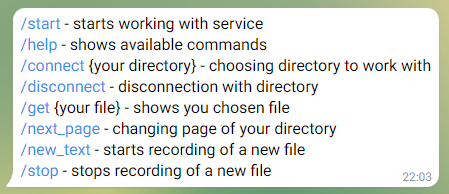 /start - starts working with service
/help - shows available commands
/connect {your directory} - choosing directory to work with
/disconnect - disconnection with directory
/get {your file} - shows you chosen file
/next_page - changing page of your directory
/new_text - starts recording of a new file
/stop - stops recording of a new file
22:03